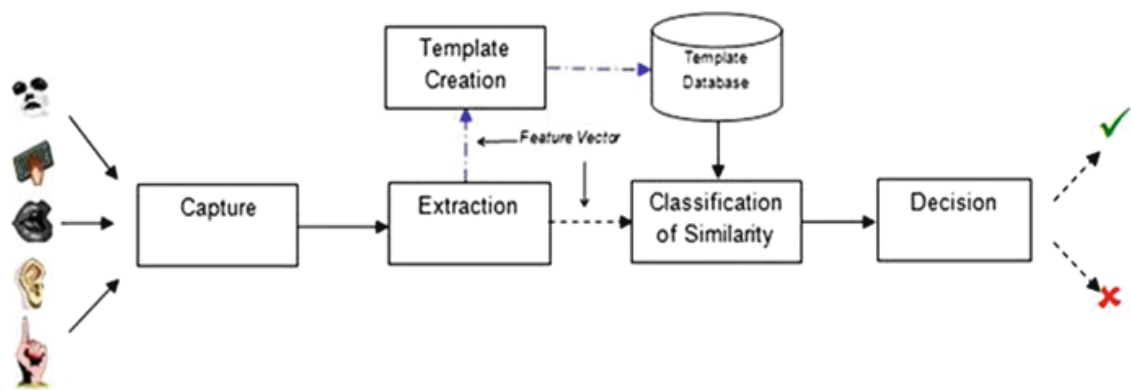 Template
Creation
Template
Database
Feature Vector
Capture
Extraction
Classification
of Similarity
Decision